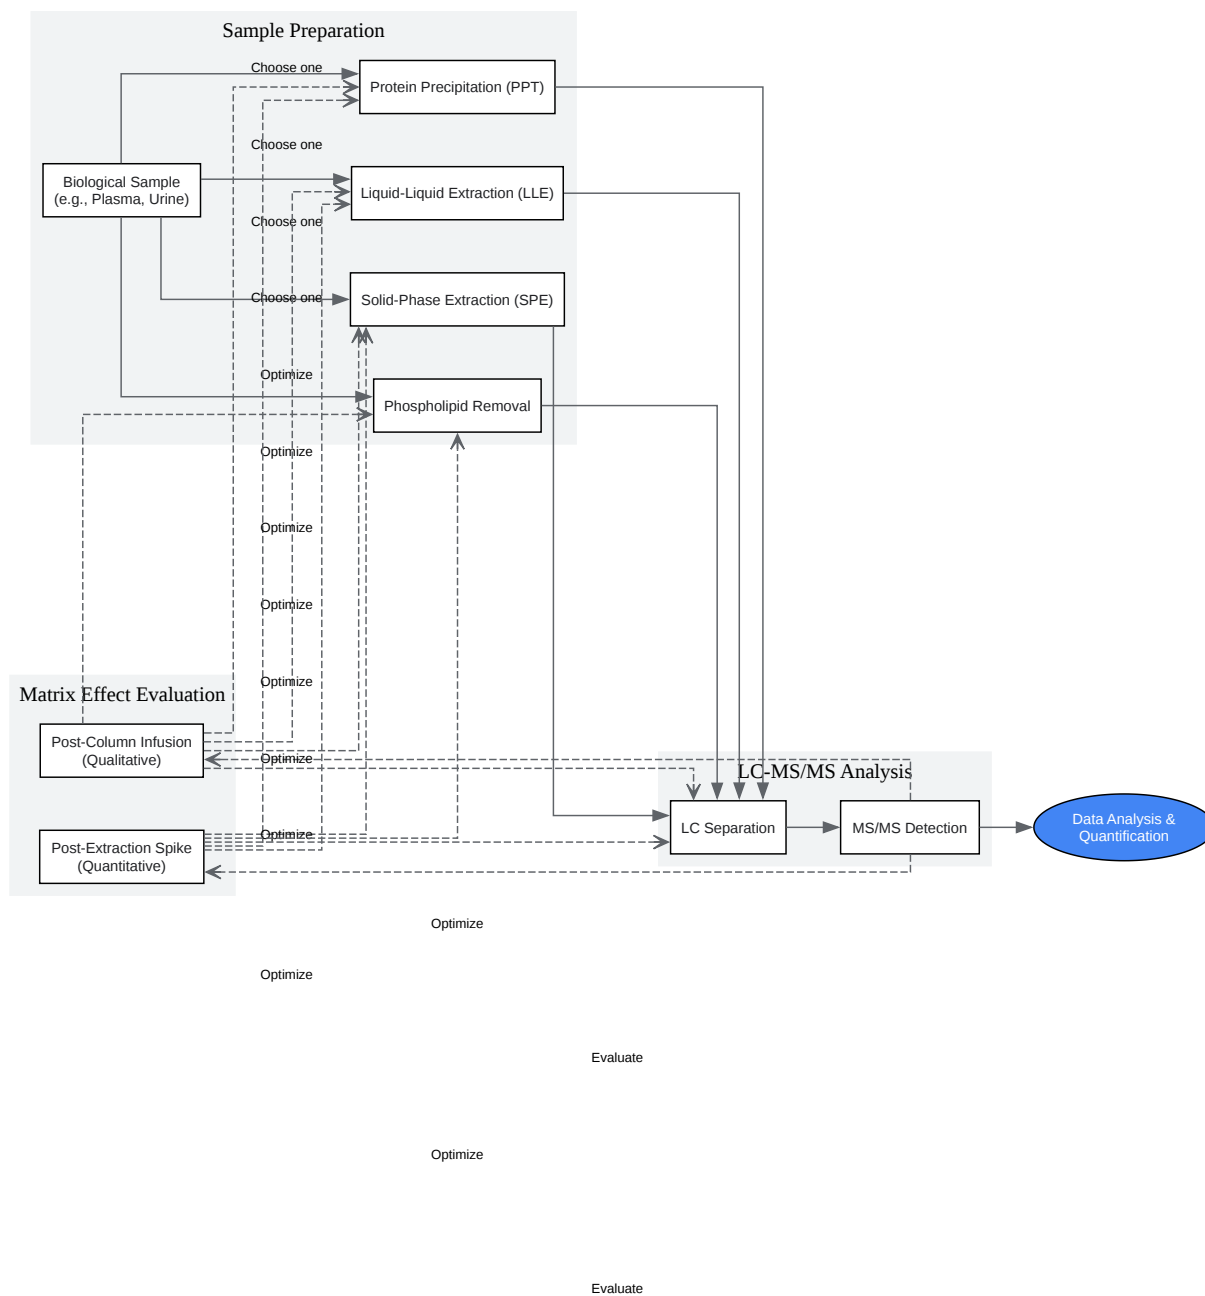 Sample Preparation
Choose one
Protein Precipitation (PPT)
Choose one
Biological Sample
(e.g., Plasma, Urine)
Liquid-Liquid Extraction (LLE)
Choose one
Choose one
Solid-Phase Extraction (SPE)
Optimize
Phospholipid Removal
Optimize
Optimize
Optimize
Optimize
Matrix Effect Evaluation
Post-Column Infusion
(Qualitative)
Optimize
LC-MS/MS Analysis
Optimize
Post-Extraction Spike
(Quantitative)
LC Separation
MS/MS Detection
Data Analysis &
Quantification
Optimize
Optimize
Evaluate
Optimize
Evaluate